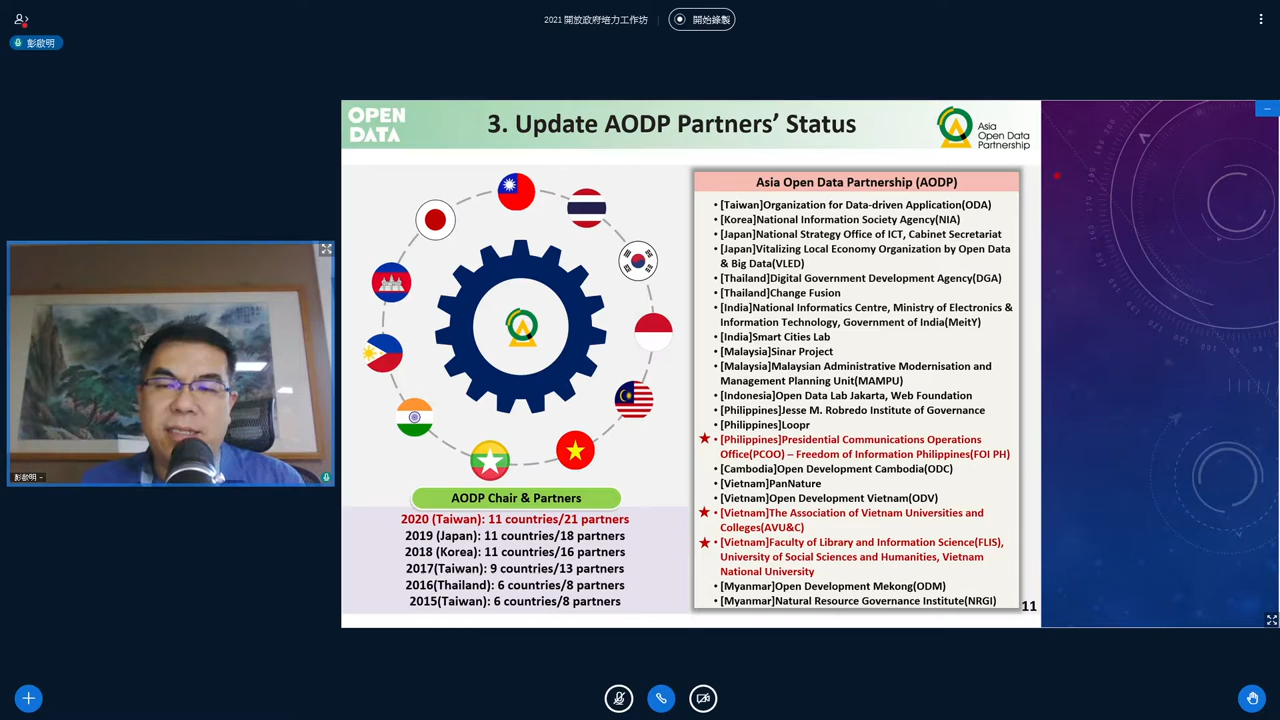 2021 開放政府培力工作坊
開始錄製
彭啟明
OPEN
DATA
3. Update AODP Partners’ Status
Asia
Open Data
Partnership
彭啟明
AODP Chair & Partners
2020 (Taiwan): 11 countries/21 partners
2019 (Japan): 11 countries/18 partners
2018 (Korea): 11 countries/16 partners
2017(Taiwan): 9 countries/13 partners
2016(Thailand): 6 countries/8 partners
2015(Taiwan): 6 countries/8 partners
Asia Open Data Partnership (AODP)
• [Taiwan]Organization for Data-driven Application(ODA)
• [Korea]National Information Society Agency(NIA)
• [Japan]National Strategy Office of ICT, Cabinet Secretariat
• [Japan]Vitalizing Local Economy Organization by Open Data
& Big Data(VLED)
• [Thailand]Digital Government Development Agency(DGA)
• [Thailand]Change Fusion
• [India]National Informatics Centre, Ministry of Electronics &
Information Technology, Government of India(MeitY)
• [India]Smart Cities Lab
• [Malaysia]Sinar Project
• [Malaysia]Malaysian Administrative Modernisation and
Management Planning Unit(MAMPU)
• [Indonesia]Open Data Lab Jakarta, Web Foundation
• [Philippines]Jesse M. Robredo Institute of Governance
• [Philippines]Loopr
• [Philippines]Presidential Communications Operations
Office(PCOO) – Freedom of Information Philippines(FOI PH)
• [Cambodia]Open Development Cambodia(ODC)
• [Vietnam]PanNature
• [Vietnam]Open Development Vietnam(ODV)
• [Vietnam]The Association of Vietnam Universities and
Colleges(AVU&C)
• [Vietnam]Faculty of Library and Information Science(FLIS),
University of Social Sciences and Humanities, Vietnam
National University
• [Myanmar]Open Development Mekong(ODM)
• [Myanmar]Natural Resource Governance Institute(NRGI)
11